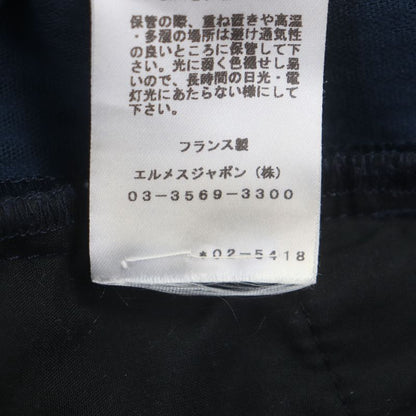 保管の際、重ね置きや高温
・多湿の場所は避け通気性
の良いところに保管して下
さい。光に弱く色褪せし易
いので、長時間の日光・電
灯光にあたらない様にして
下さい。
フランス製
エルメスジャポン（株）
03-3569-3300
*02-5418